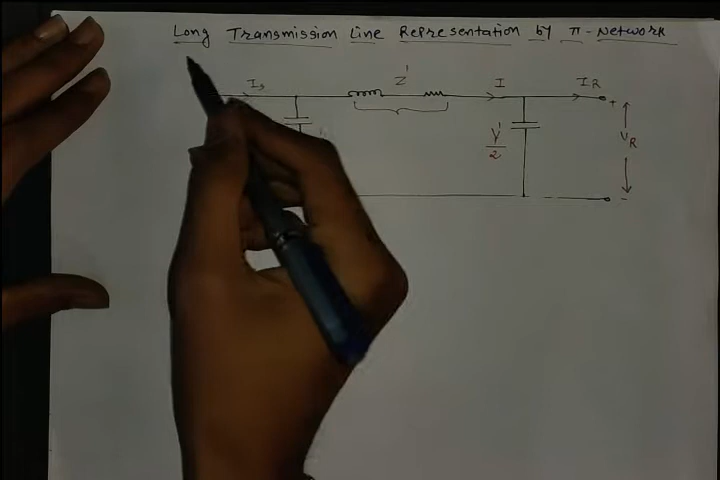 Long Transmission Line Representation by π-Network
Is Z' I IR
+
Y'/2 VR
-